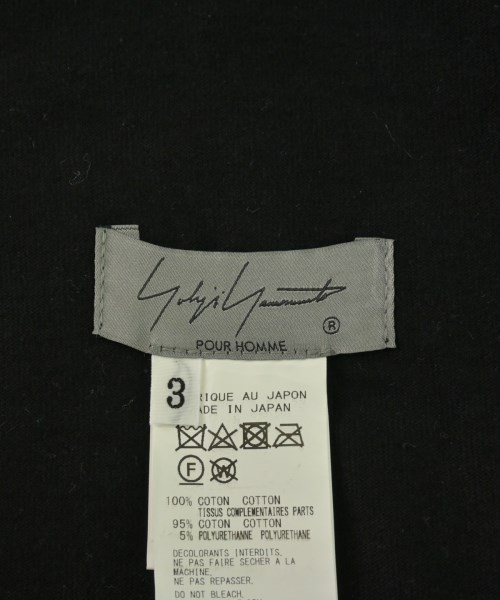 Yohji Yamamoto ®
POUR HOMME
3
RIQUE AU JAPON
ADE IN JAPAN
F W
100% COTON COTTON
TISSUS COMPLEMENTAIRES PARTS
95% COTON COTTON
5% POLYURETHANNE POLYURETHANE
DECOLORANTS INTERDITS.
NE PAS FAIRE SECHER A LA
MACHINE.
NE PAS REPASSER.
DO NOT BLEACH.